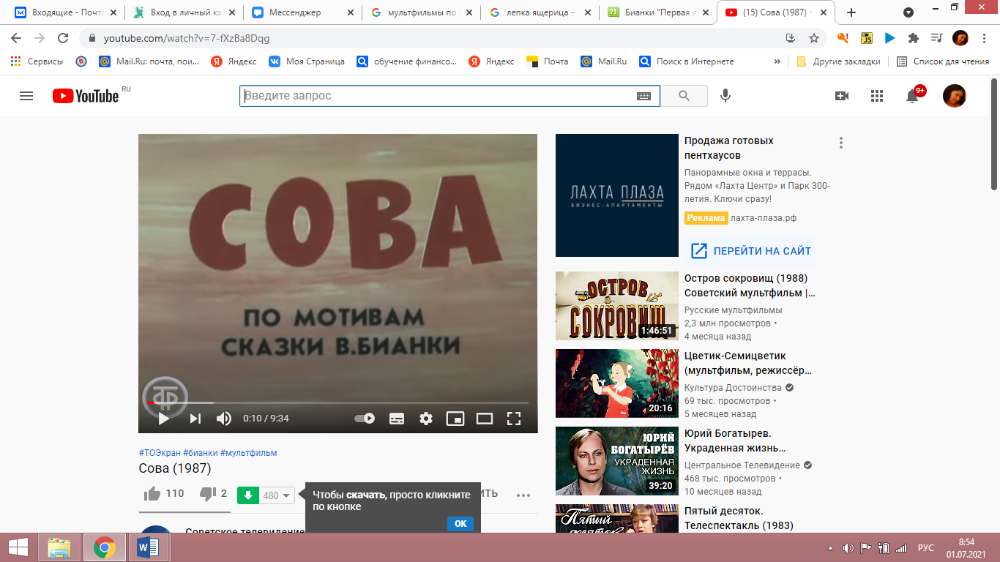 Входящие - Почта
Вход в личный ка
Мессенджер
мультфильмы по
лепка ящерица –
Бианки "Первая о
(15) Сова (1987) -
youtube.com/watch?v=7-fXzBa8Dqg
JS
Сервисы
Mail.Ru: почта, пои...
Яндекс
Моя Страница
обучение финансо...
Яндекс
Почта
Mail.Ru
Поиск в Интернете
»
Другие закладки
Список для чтения
YouTube RU
Введите запрос
9+
СОВА
ПО МОТИВАМ
СКАЗКИ В.БИАНКИ
0:10 / 9:34
#ТОЭкран #бианки #мультфильм
Сова (1987)
110
2
480
Чтобы скачать, просто кликните
по кнопке
OK
ИТЬ
Советское телевидение
ЛАХТА ПЛАЗА
БИЗНЕС-АПАРТАМЕНТЫ
Продажа готовых
пентхаусов
Панорамные окна и террасы.
Рядом «Лахта Центр» и Парк 300-
летия. Ключи сразу!
Реклама лахта-плаза.рф
ПЕРЕЙТИ НА САЙТ
ОСТРОВ
СОКРОВИЩ
1:46:51
Остров сокровищ (1988)
Советский мультфильм |...
Русские мультфильмы
2,3 млн просмотров •
4 месяца назад
20:16
Цветик-Семицветик
(мультфильм, режиссёр...
Культура Достоинства
69 тыс. просмотров •
5 месяцев назад
ЮРИЙ
БОГАТЫРЁВ
УКРАДЕННАЯ
ЖИЗНЬ
39:20
Юрий Богатырев.
Украденная жизнь...
Центральное Телевидение
468 тыс. просмотров •
10 месяцев назад
Пятый
десяток
Пятый десяток.
Телеспектакль (1983)
РУС
8:54
01.07.2021